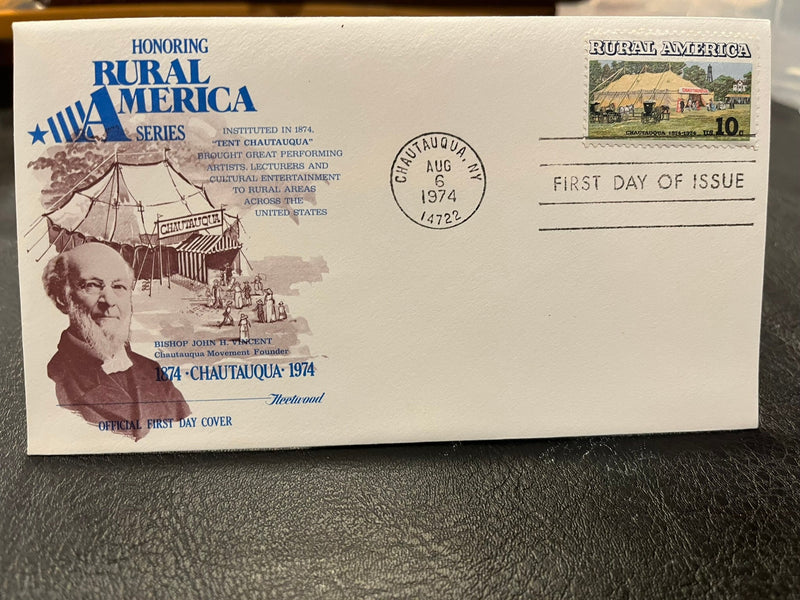 HONORING
RURAL
AMERICA
SERIES
INSTITUTED IN 1874,
"TENT CHAUTAUQUA"
BROUGHT GREAT PERFORMING
ARTISTS, LECTURERS AND
CULTURAL ENTERTAINMENT
TO RURAL AREAS
ACROSS THE
UNITED STATES
CHAUTAUQUA
BISHOP JOHN H. VINCENT
Chautauqua Movement Founder
1874 · CHAUTAUQUA · 1974
Fleetwood
OFFICIAL FIRST DAY COVER
CHAUTAUQUA, NY
AUG
6
1974
14722
RURAL AMERICA
CHAUTAUQUA
CHAUTAUQUA 1874-1974 US 10c
FIRST DAY OF ISSUE